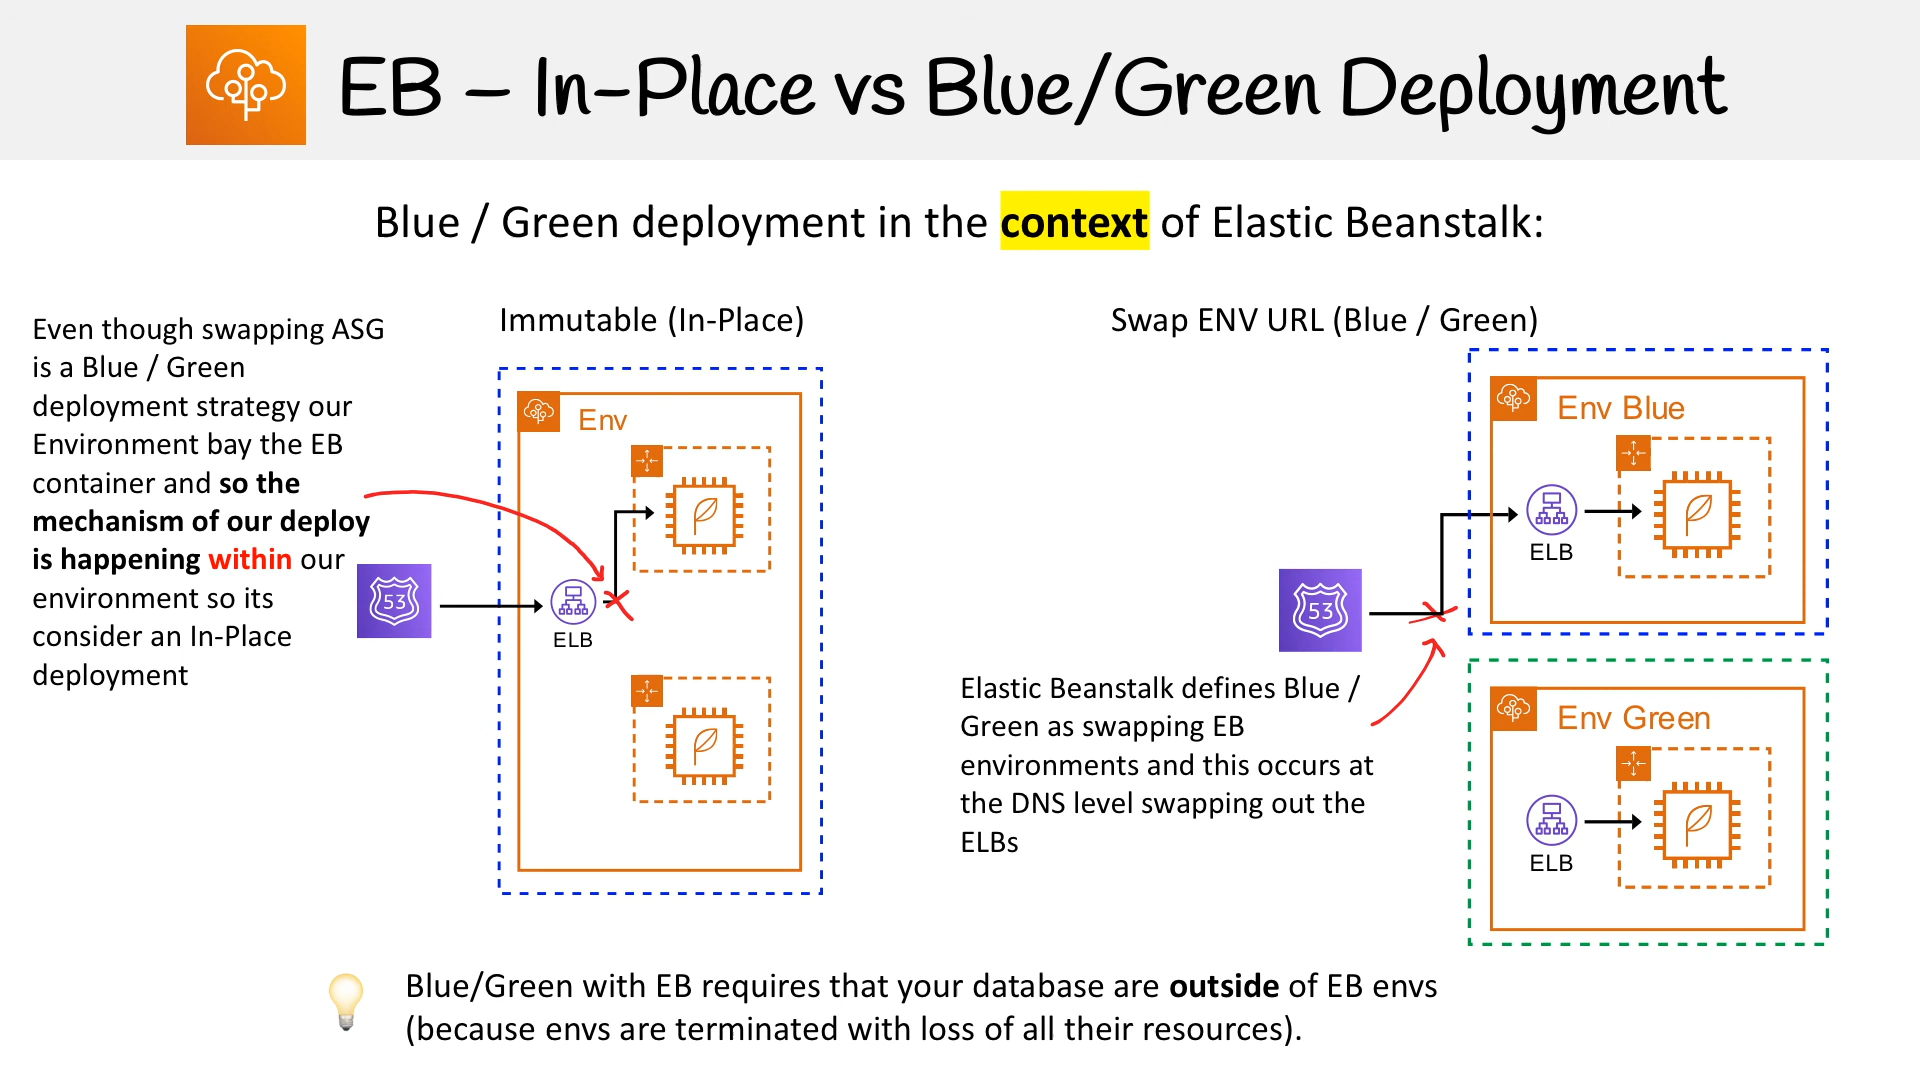 EB – In-Place vs Blue/Green Deployment
Blue / Green deployment in the context of Elastic Beanstalk:
Even though swapping ASG
is a Blue / Green
deployment strategy our
Environment bay the EB
container and so the
mechanism of our deploy
is happening within our
environment so its
consider an In-Place
deployment
Immutable (In-Place)
Env
53
ELB
Swap ENV URL (Blue / Green)
Env Blue
ELB
53
Elastic Beanstalk defines Blue /
Green as swapping EB
environments and this occurs at
the DNS level swapping out the
ELBs
Env Green
ELB
Blue/Green with EB requires that your database are outside of EB envs
(because envs are terminated with loss of all their resources).